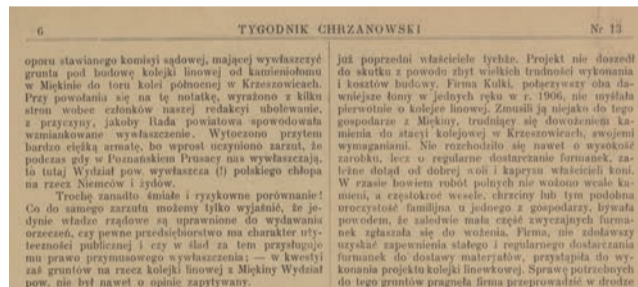 6
TYGODNIK CHRZANOWSKI
Nr 13
oporu stawianego komisyi sądowej, mającej wywłaszczyć
grunta pod budowę kolejki linowej od kamieniołomu
w Miękinie do toru kolei północnej w Krzeszowicach.
Przy powołaniu się na tę notatkę, wyrażono z kilku
stron wobec członków naszej redakcyi ubolewanie,
z przyczyny, jakoby Rada powiatowa spowodowała
wzmiankowane wywłaszczenie. Wytoczono przytem
bardzo ciężką armatę, bo wprost uczyniono zarzut, że
podczas gdy w Poznańskiem Prusacy nas wywłaszczają,
to tutaj Wydział pow. wywłaszcza (!) polskiego chłopa
na rzecz Niemców i żydów.
Trochę zanadto śmiałe i ryzykowne porównanie!
Co do samego zarzutu możemy tylko wyjaśnić, że je-
dynie władze rządowe są uprawnione do wydawania
orzeczeń, czy pewne przedsiębiorstwo ma charakter uży-
teczności publicznej i czy w ślad za tem przysługuje
mu prawo przymusowego wywłaszczenia; — w kwestyi
zaś gruntów na rzecz kolejki linowej z Miękiny Wydział
pow. nie był nawet o opinie zapytywany.
już poprzedni właściciele tychże. Projekt nie doszedł
do skutku z powodu zbyt wielkich trudności wykonania
i kosztów budowy. Firma Kulki, połączywszy oba da-
wniejsze łomy w jednych ręku w r. 1906, nie myślała
pierwotnie o kolejce linowej. Zmusili ją niejako do tego
gospodarze z Miękiny, trudniący się dowożeniem ka-
mienia do stacyi kolejowej w Krzeszowicach, swojemi
wymaganiami. Nie rozchodziło się nawet o wysokość
zarobku, lecz o regularne dostarczanie furmanek, za-
leżne dotąd od dobrej woli i kaprysu właścicieli koni.
W czasie bowiem robót polnych nie wożono wcale ka-
mieni, a częstokroć wesele, chrzciny lub tym podobna
uroczystość familijna u jednego z gospodarzy, bywała
powodem, że zaledwie mała część zwyczajnych furma-
nek zgłaszała się do wożenia. Firma, nie zdoławszy
uzyskać zapewnienia stałego i regularnego dostarczania
furmanek do dostawy materjałów, przystąpiła do wy-
konania projektu kolejki linewkowej. Sprawę potrzebnych
do tego gruntów pragnęła firma przeprowadzić w drodze